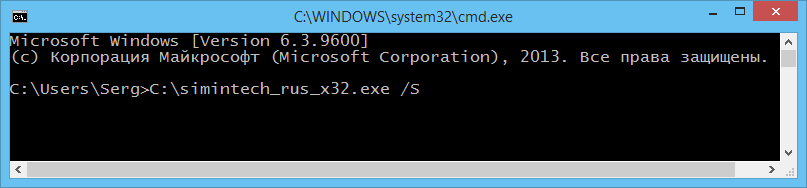 C:\WINDOWS\system32\cmd.exe
Microsoft Windows [Version 6.3.9600]
(c) Корпорация Майкрософт (Microsoft Corporation), 2013. Все права защищены.
C:\Users\Serg>C:\simintech_rus_x32.exe /S